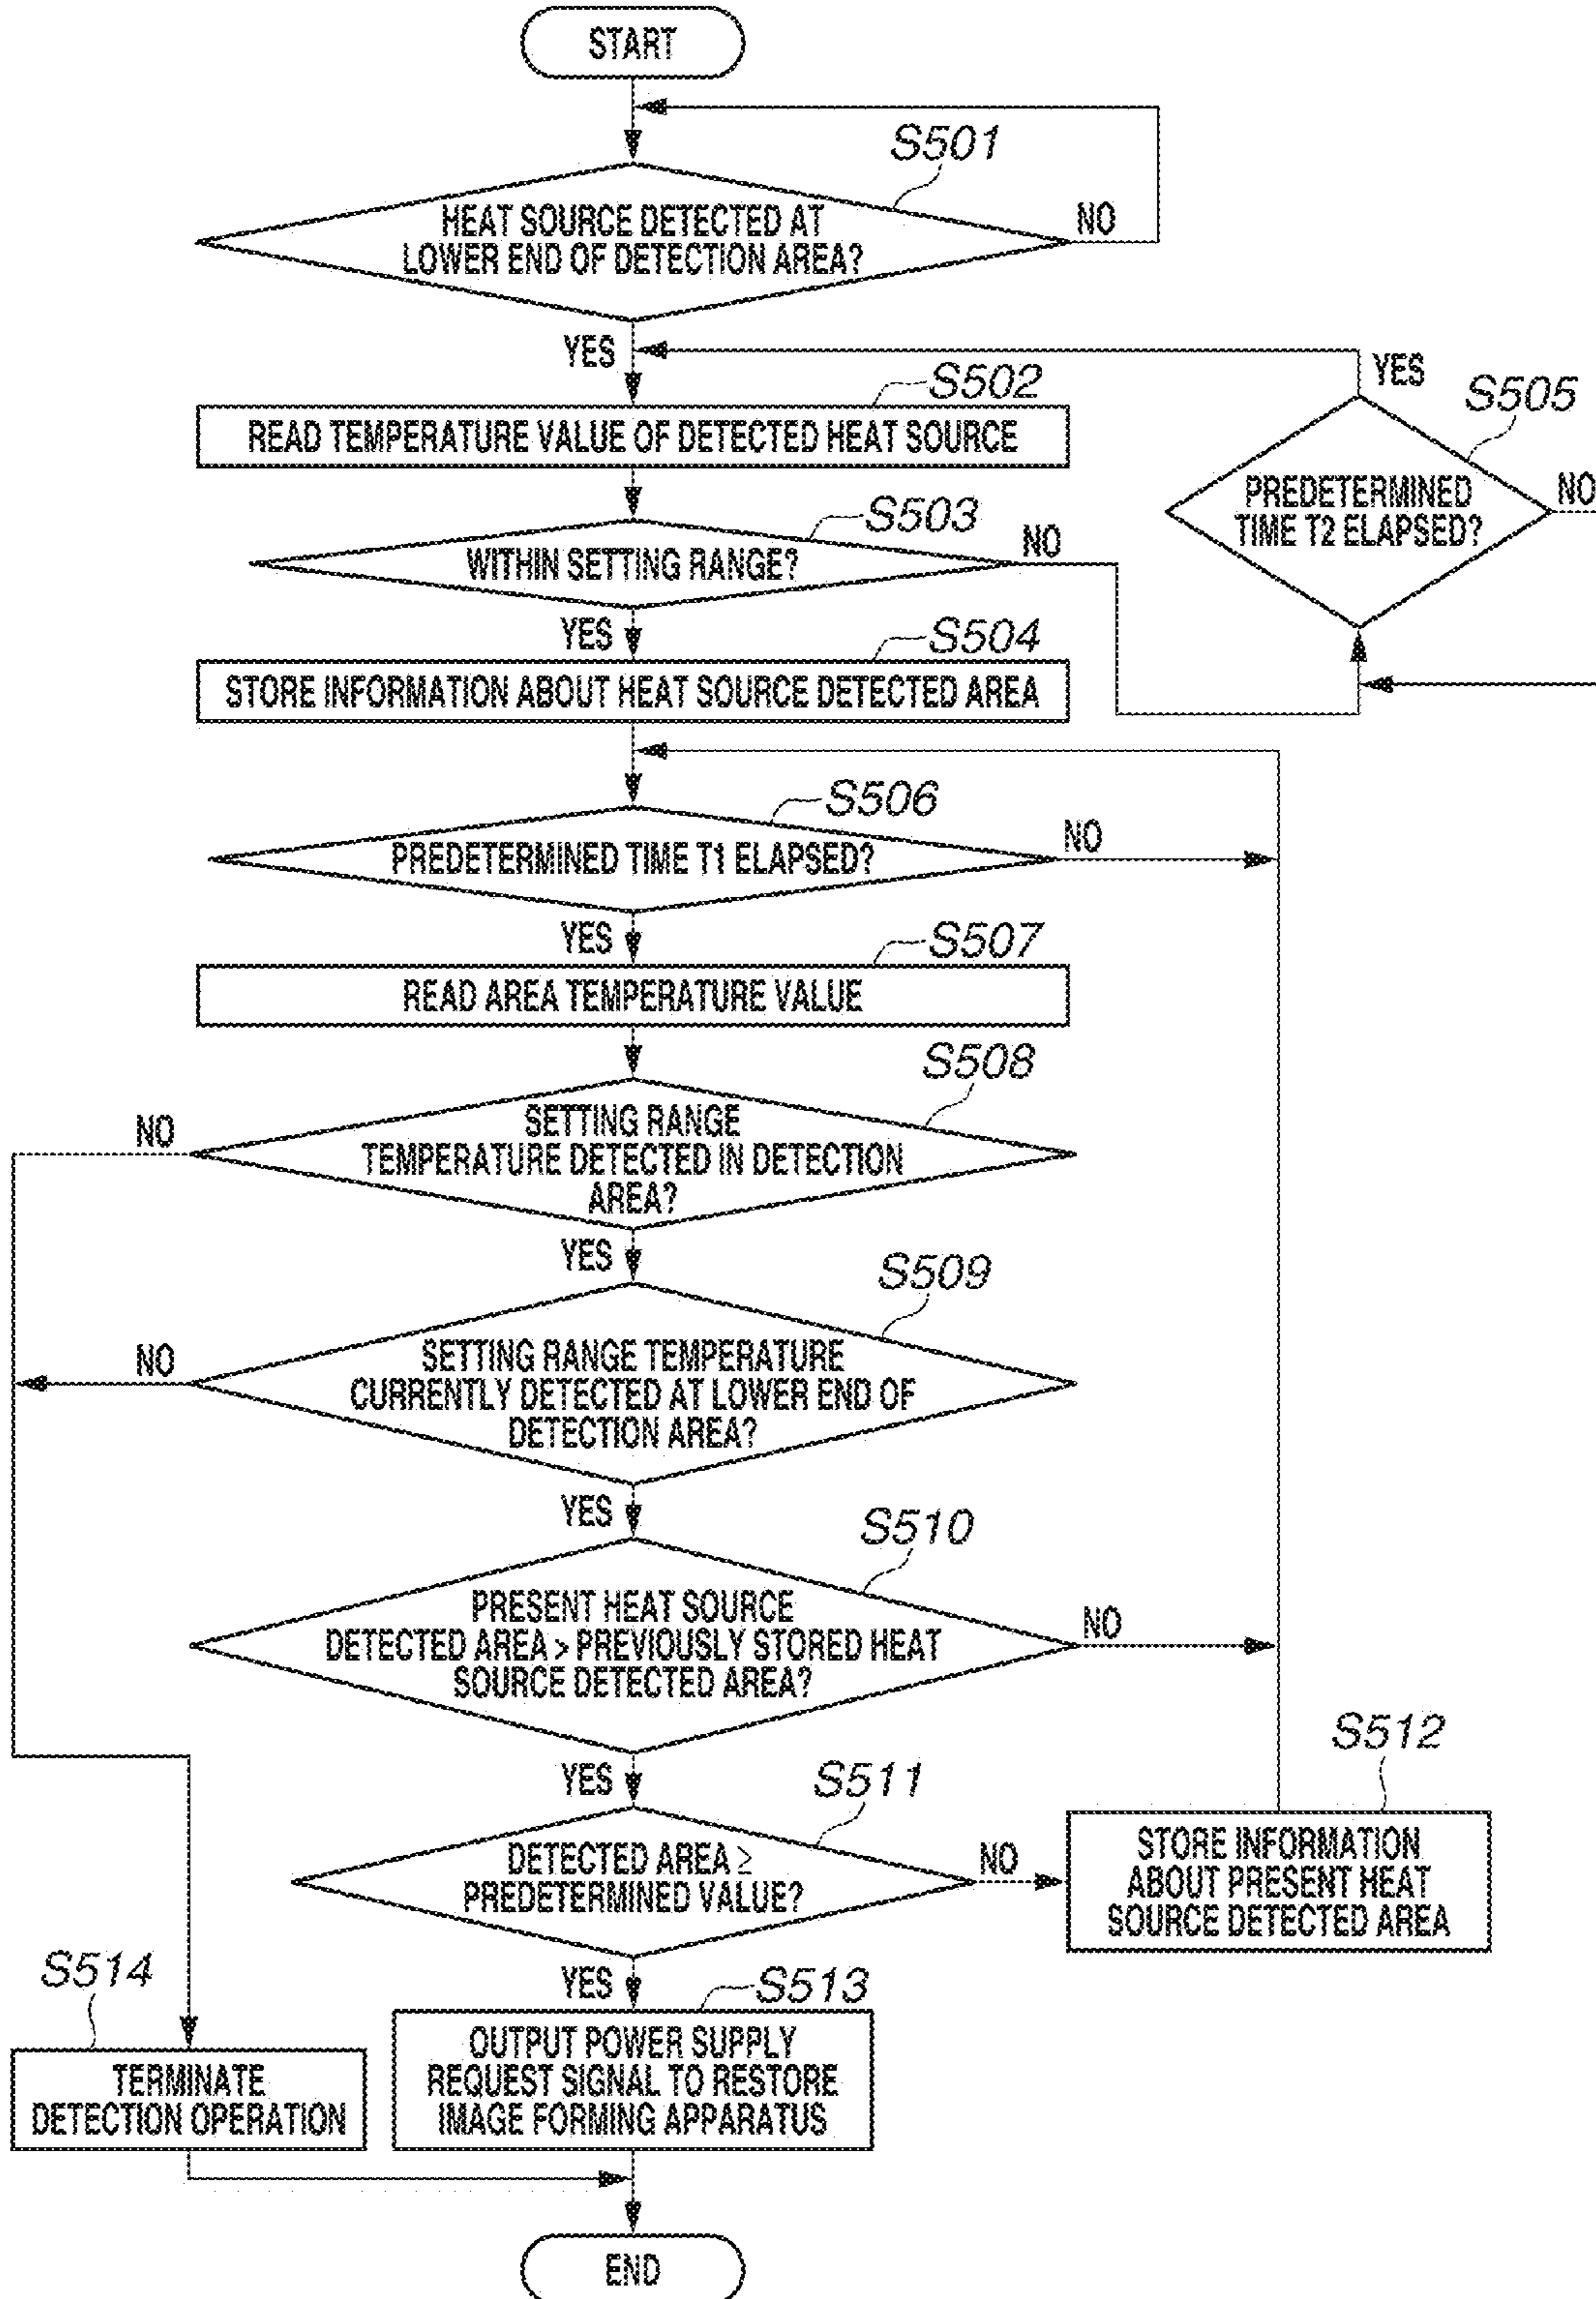 START
S501
HEAT SOURCE DETECTED AT
LOWER END OF DETECTION AREA?
NO
YES
S502
READ TEMPERATURE VALUE OF DETECTED HEAT SOURCE
YES
S505
PREDETERMINED
TIME T2 ELAPSED?
NO
S503
WITHIN SETTING RANGE?
NO
YES
S504
STORE INFORMATION ABOUT HEAT SOURCE DETECTED AREA
S506
PREDETERMINED TIME T1 ELAPSED?
NO
YES
S507
READ AREA TEMPERATURE VALUE
S508
SETTING RANGE
TEMPERATURE DETECTED IN DETECTION
AREA?
NO
YES
S509
SETTING RANGE TEMPERATURE
CURRENTLY DETECTED AT LOWER END OF
DETECTION AREA?
NO
YES
S510
PRESENT HEAT SOURCE
DETECTED AREA > PREVIOUSLY STORED HEAT
SOURCE DETECTED AREA?
NO
YES
S511
DETECTED AREA ≥
PREDETERMINED VALUE?
NO
S512
STORE INFORMATION
ABOUT PRESENT HEAT
SOURCE DETECTED AREA
YES
S513
OUTPUT POWER SUPPLY
REQUEST SIGNAL TO RESTORE
IMAGE FORMING APPARATUS
S514
TERMINATE
DETECTION OPERATION
END